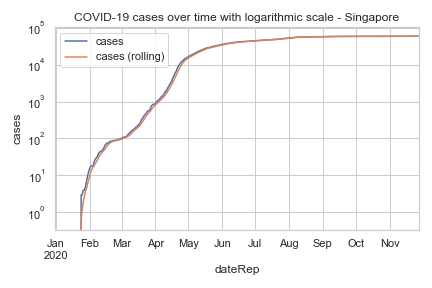 COVID-19 cases over time with logarithmic scale - Singapore
cases
cases (rolling)
10^5
10^4
10^3
10^2
10^1
10^0
cases
Jan Feb Mar Apr May Jun Jul Aug Sep Oct Nov
2020
dateRep